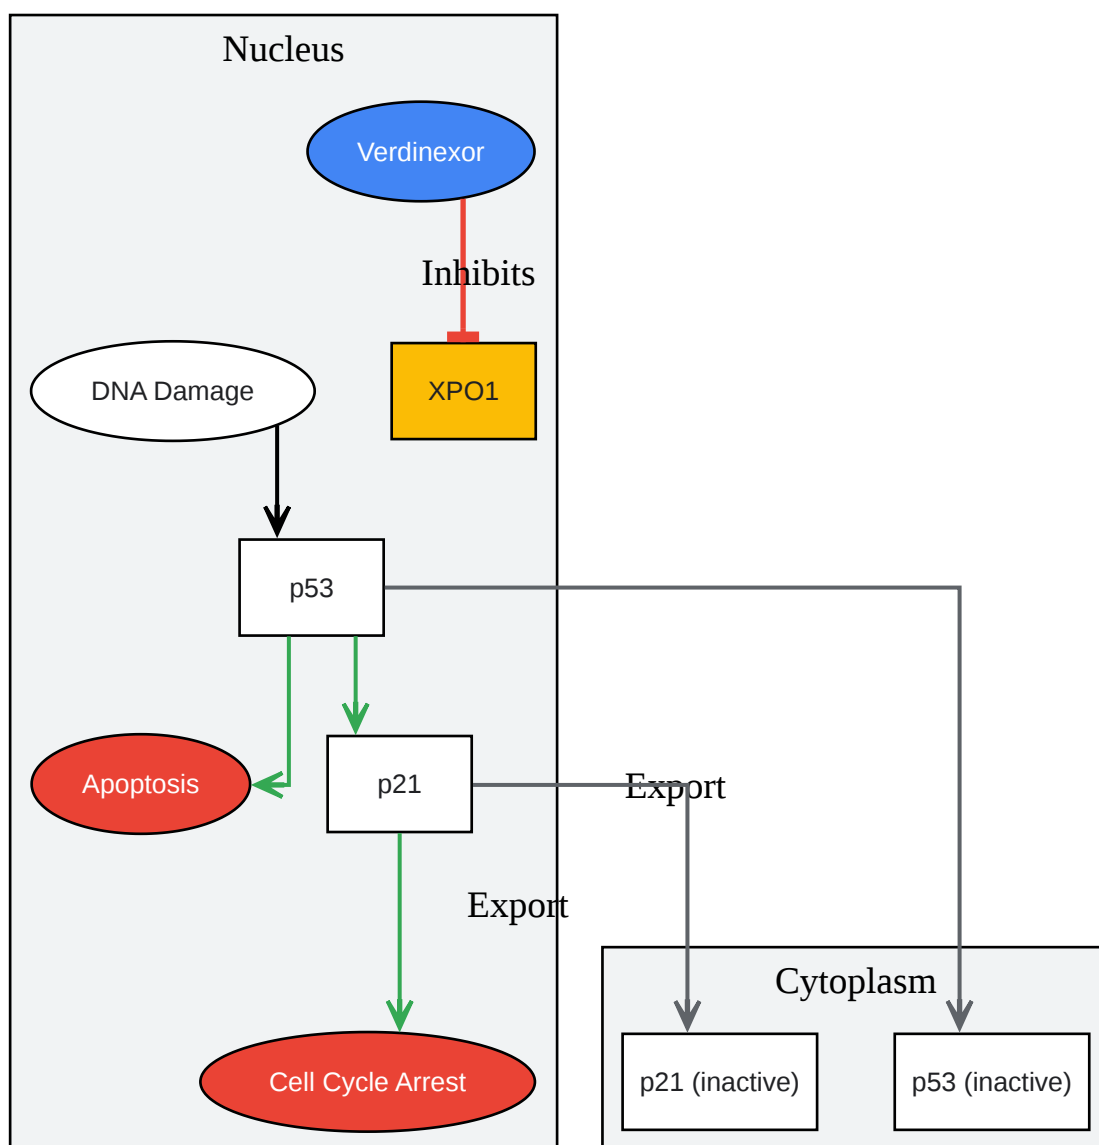 Nucleus
Verdinexor
Inhibits
DNA Damage
XPO1
p53
Apoptosis
p21
Export
Export
Cytoplasm
Cell Cycle Arrest
p21 (inactive)
p53 (inactive)